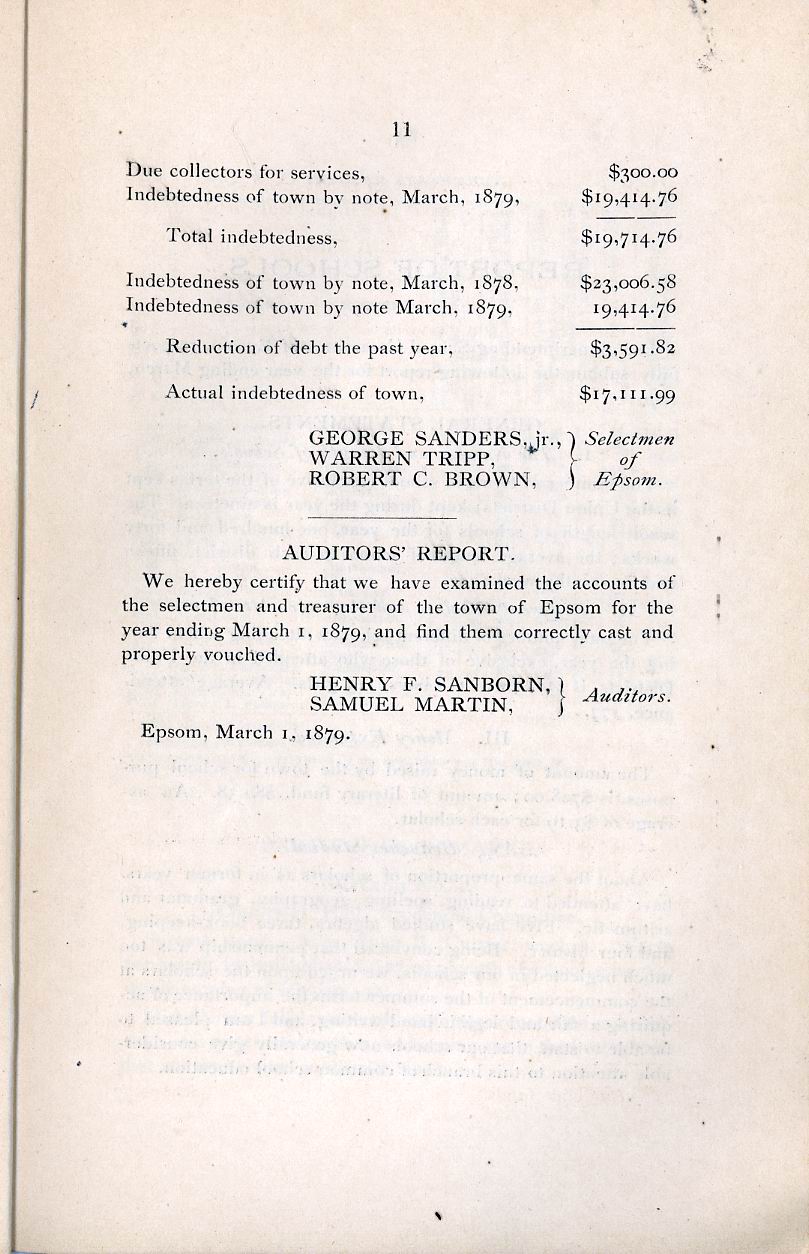 11
Due collectors for services, $300.00
Indebtedness of town by note, March, 1879, $19,414.76
Total indebtedness, $19,714.76
Indebtedness of town by note, March, 1878, $23,006.58
Indebtedness of town by note March, 1879, 19,414.76
Reduction of debt the past year, $3,591.82
Actual indebtedness of town, $17,111.99
GEORGE SANDERS, jr., } Selectmen
WARREN TRIPP, } of
ROBERT C. BROWN, } Epsom.
AUDITORS' REPORT.
We hereby certify that we have examined the accounts of
the selectmen and treasurer of the town of Epsom for the
year ending March 1, 1879, and find them correctly cast and
properly vouched.
HENRY F. SANBORN, } Auditors.
SAMUEL MARTIN, }
Epsom, March 1, 1879.